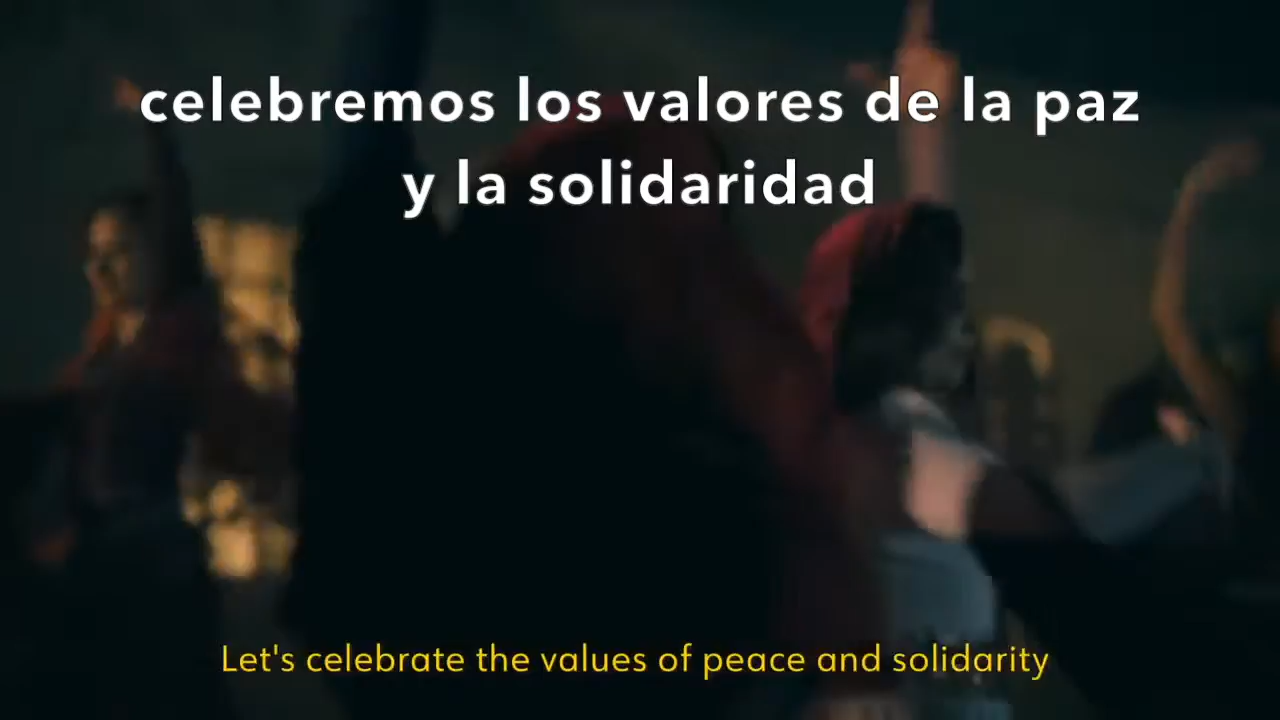 celebremos los valores de la paz
y la solidaridad
Let's celebrate the values of peace and solidarity